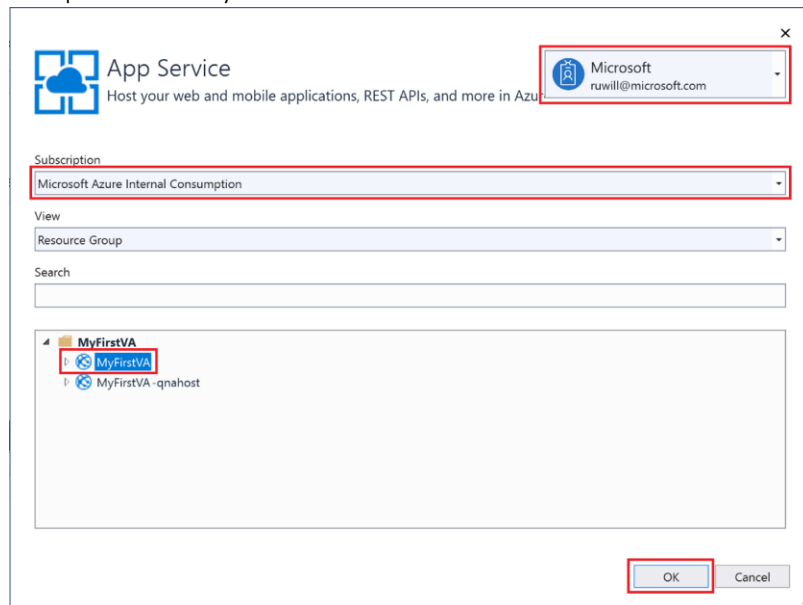 App Service
Host your web and mobile applications, REST APIs, and more in Azu
Microsoft
ruwill@microsoft.com
Subscription
Microsoft Azure Internal Consumption
View
Resource Group
Search
MyFirstVA
MyFirstVA
MyFirstVA-qnahost
OK
Cancel